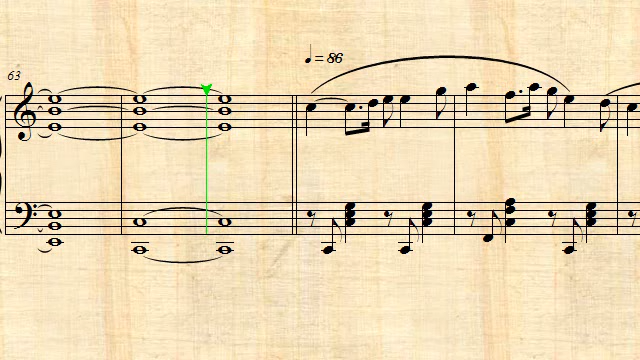 ♩ = 86
63